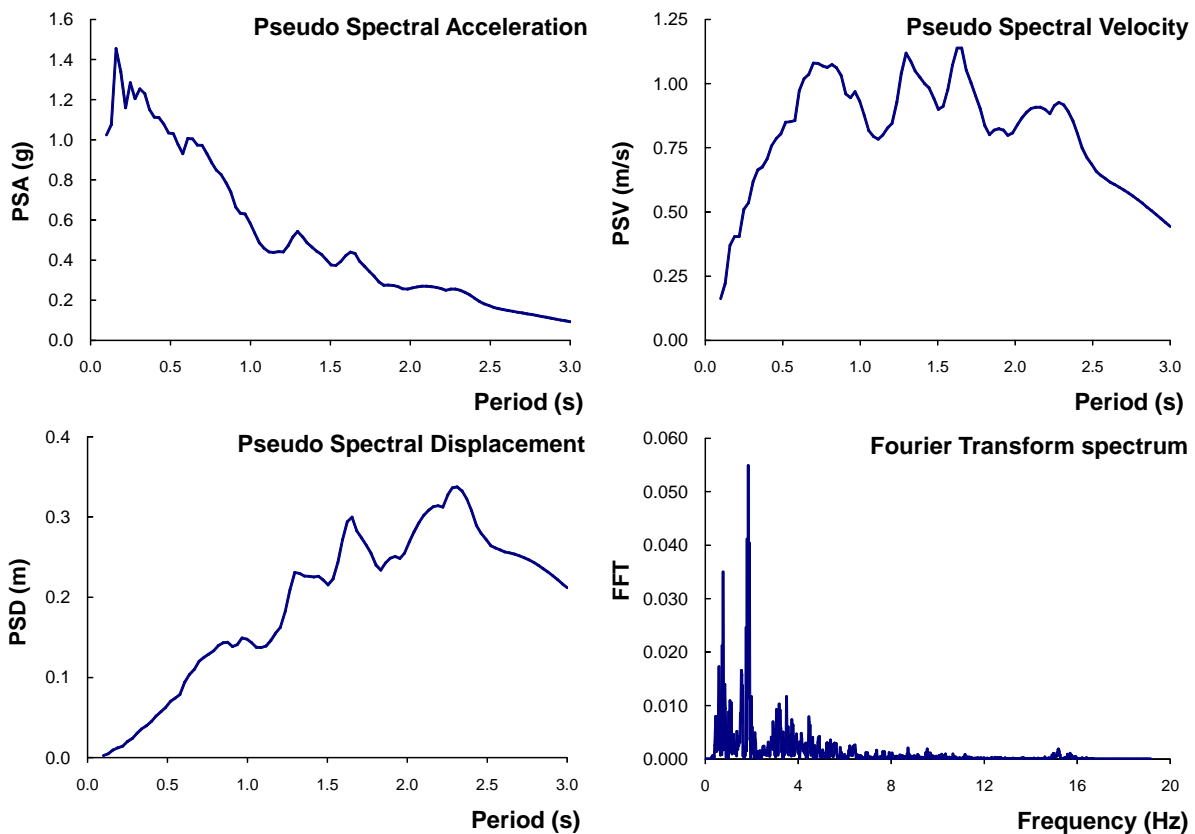 Pseudo Spectral Acceleration
PSA (g)
1.6
1.4
1.2
1.0
0.8
0.6
0.4
0.2
0.0
0.0 0.5 1.0 1.5 2.0 2.5 3.0
Period (s)
Pseudo Spectral Velocity
PSV (m/s)
1.25
1.00
0.75
0.50
0.25
0.00
0.0 0.5 1.0 1.5 2.0 2.5 3.0
Period (s)
Pseudo Spectral Displacement
PSD (m)
0.4
0.3
0.2
0.1
0.0
0.0 0.5 1.0 1.5 2.0 2.5 3.0
Period (s)
Fourier Transform spectrum
FFT
0.060
0.050
0.040
0.030
0.020
0.010
0.000
0 4 8 12 16 20
Frequency (Hz)